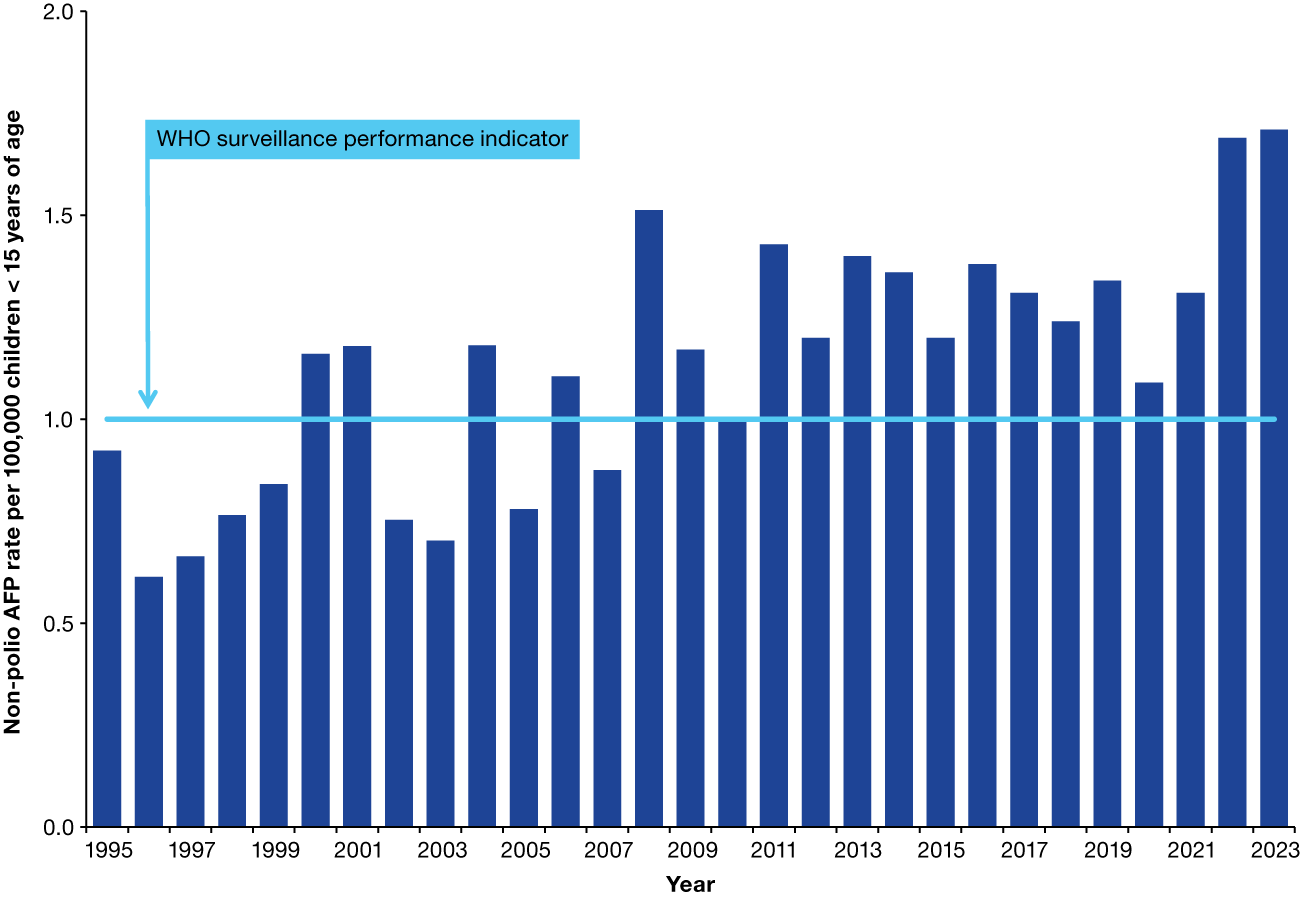 Non-polio AFP rate per 100,000 children < 15 years of age
2.0
1.5
1.0
0.5
0.0
WHO surveillance performance indicator
1995 1997 1999 2001 2003 2005 2007 2009 2011 2013 2015 2017 2019 2021 2023
Year